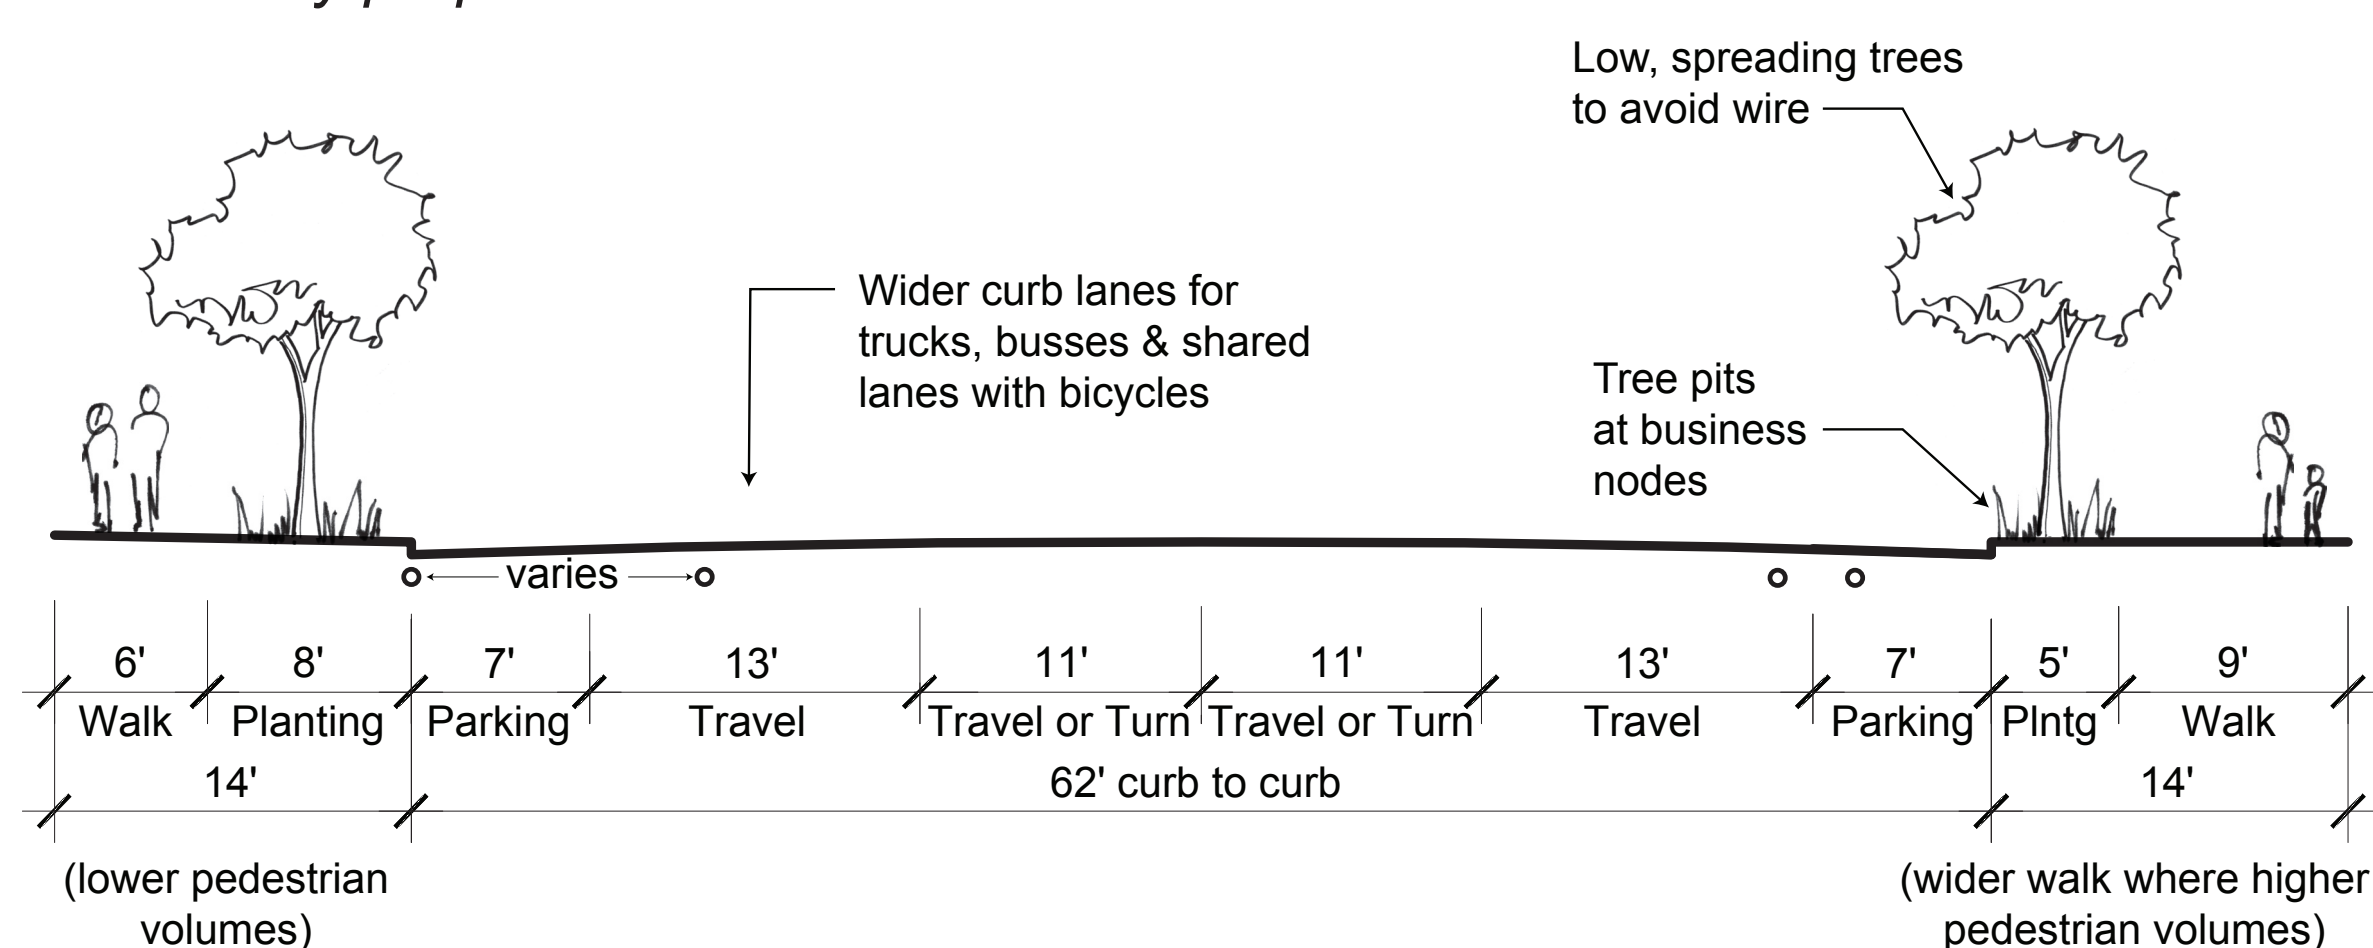 Low, spreading trees
to avoid wire
Wider curb lanes for
trucks, busses & shared
lanes with bicycles
Tree pits
at business
nodes
varies
6' 8' 7' 13' 11' 11' 13' 7' 5' 9'
Walk Planting Parking Travel Travel or Turn Travel or Turn Travel Parking Plntg Walk
14' 62' curb to curb 14'
(lower pedestrian
volumes)
(wider walk where higher
pedestrian volumes)